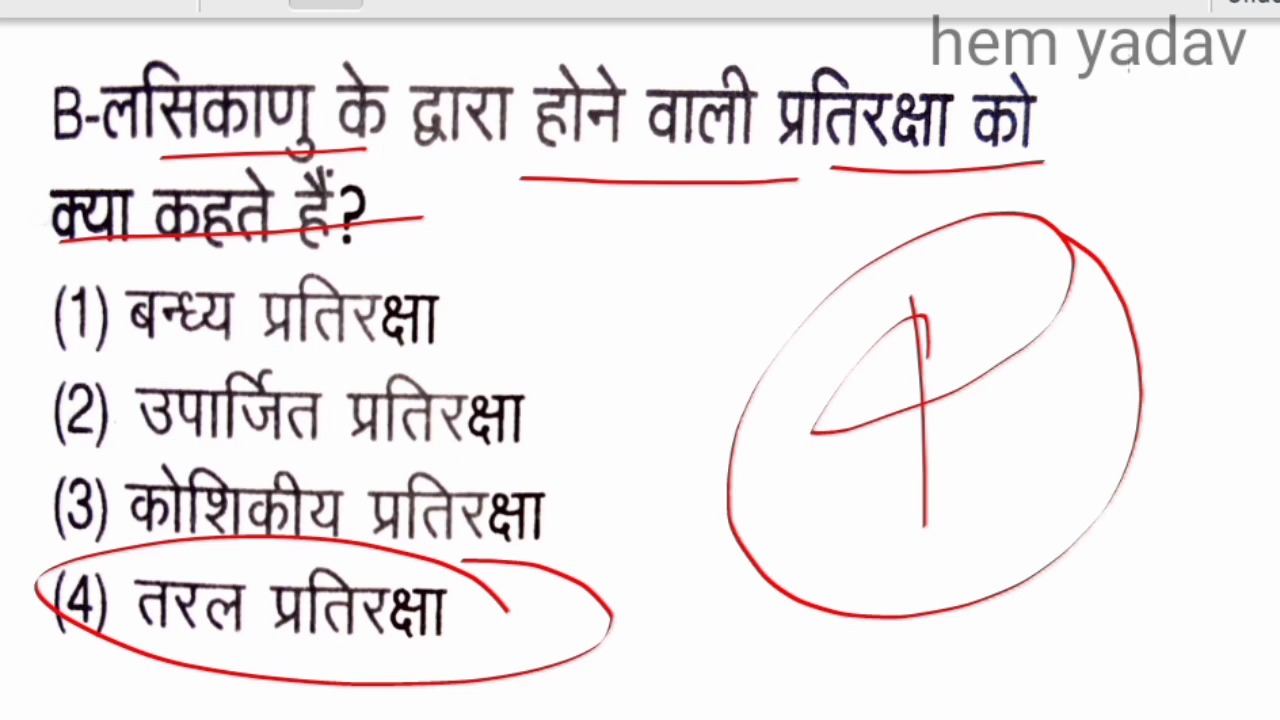 hem yadav
B-लसिकाणु के द्वारा होने वाली प्रतिरक्षा को
क्या कहते हैं?
(1) बन्ध्य प्रतिरक्षा
(2) उपार्जित प्रतिरक्षा
(3) कोशिकीय प्रतिरक्षा
(4) तरल प्रतिरक्षा
4